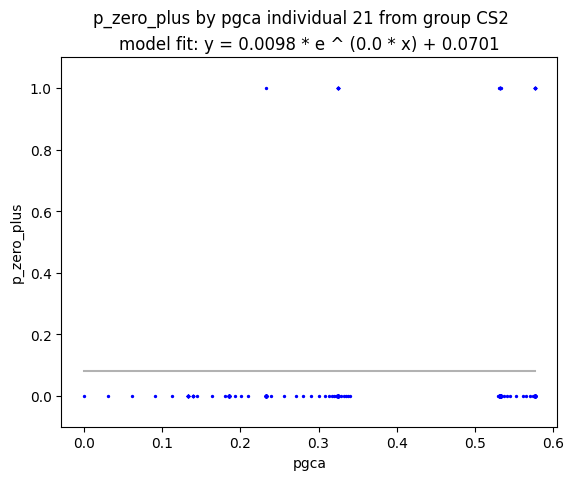 p_zero_plus by pgca individual 21 from group CS2
model fit: y = 0.0098 * e ^ (0.0 * x) + 0.0701
1.0
0.8
0.6
0.4
0.2
0.0
p_zero_plus
0.0 0.1 0.2 0.3 0.4 0.5 0.6
pgca